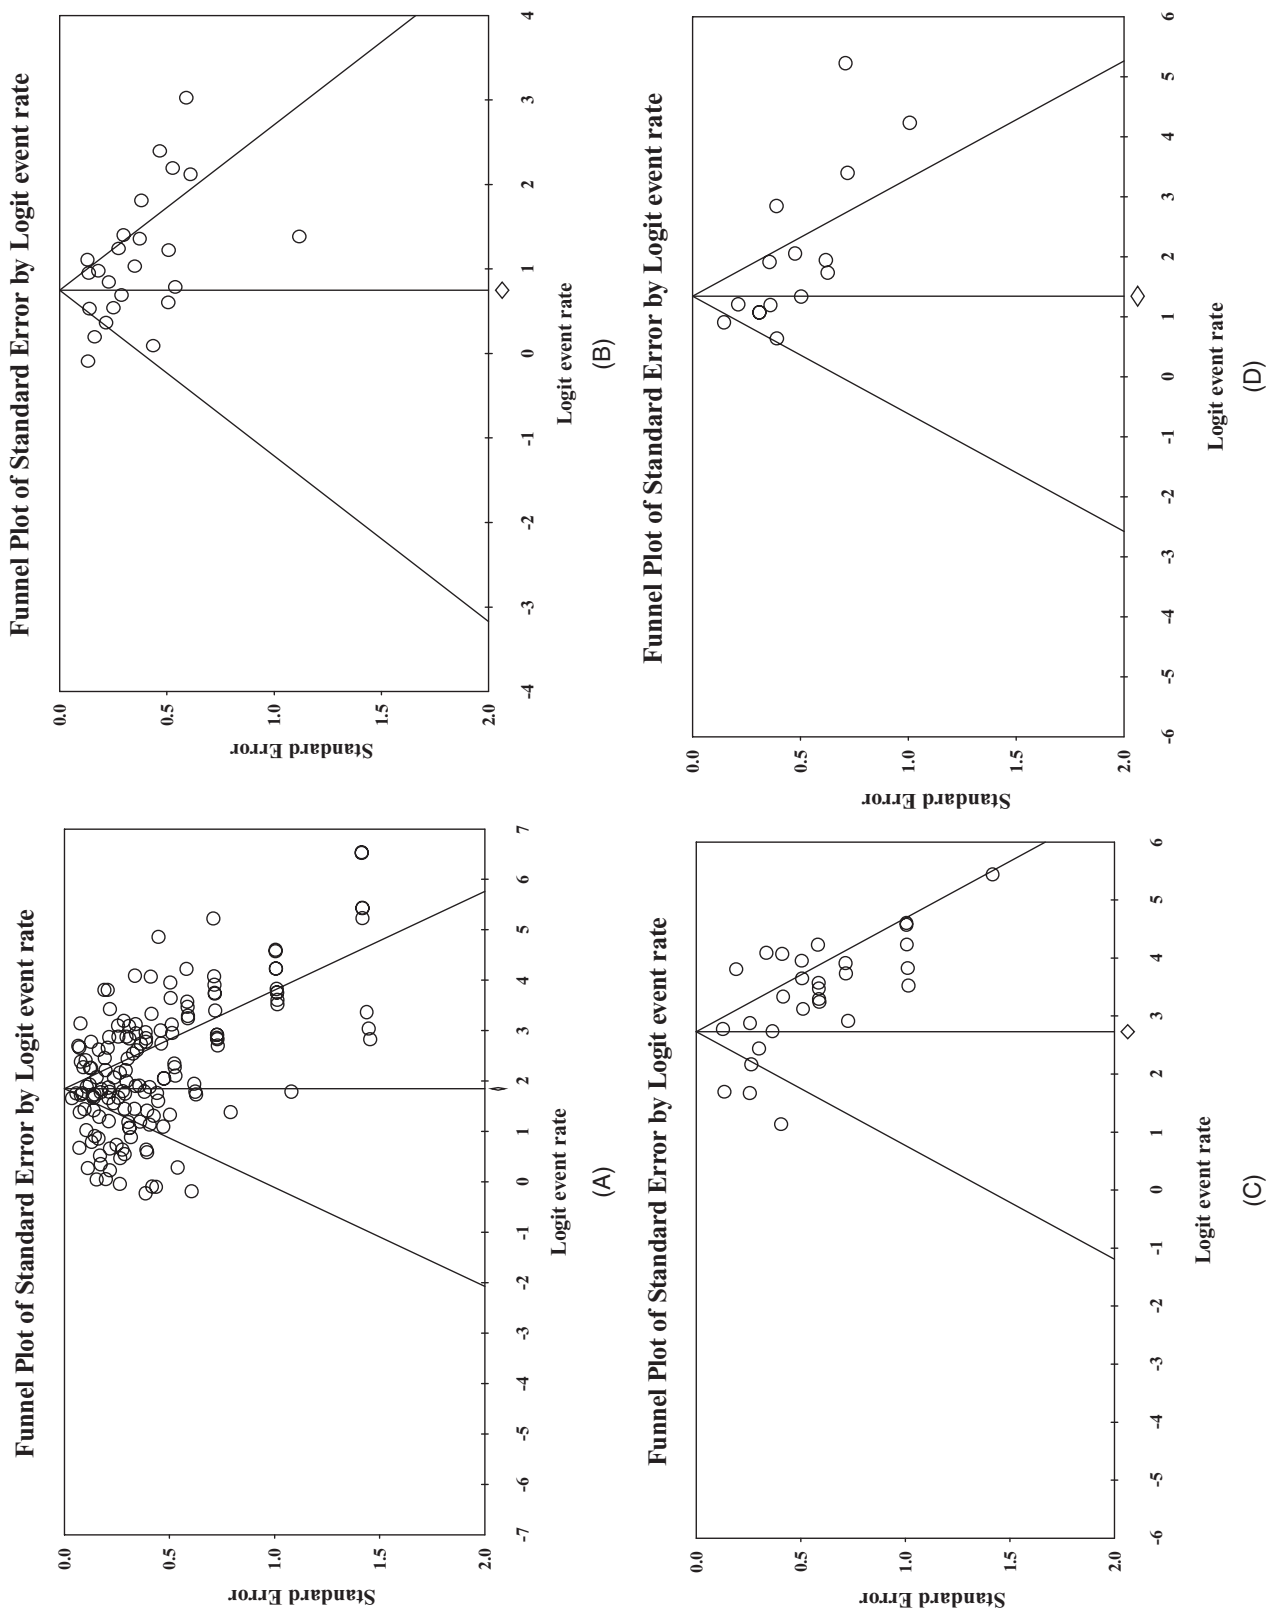 Funnel Plot of Standard Error by Logit event rate
0.0
0.5
1.0
1.5
2.0
Standard Error
-7 -6 -5 -4 -3 -2 -1 0 1 2 3 4 5 6 7
Logit event rate
(A)
Funnel Plot of Standard Error by Logit event rate
0.0
0.5
1.0
1.5
2.0
Standard Error
-4 -3 -2 -1 0 1 2 3 4
Logit event rate
(B)
Funnel Plot of Standard Error by Logit event rate
0.0
0.5
1.0
1.5
2.0
Standard Error
-6 -5 -4 -3 -2 -1 0 1 2 3 4 5 6
Logit event rate
(C)
Funnel Plot of Standard Error by Logit event rate
0.0
0.5
1.0
1.5
2.0
Standard Error
-6 -5 -4 -3 -2 -1 0 1 2 3 4 5 6
Logit event rate
(D)